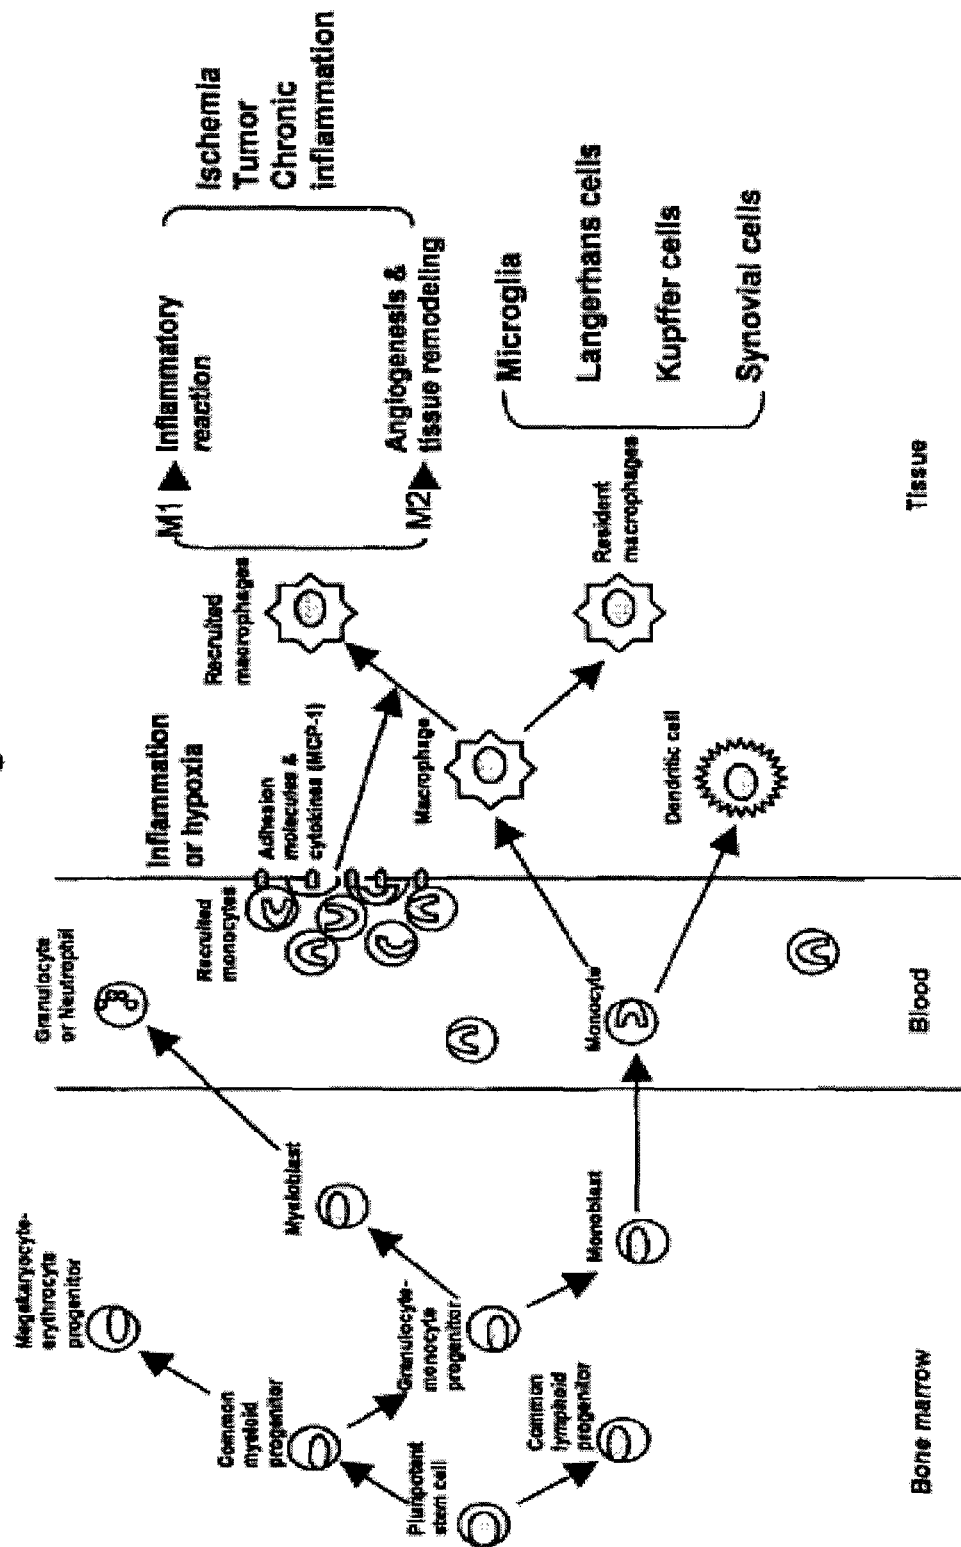 Megakaryocyte-
erythrocyte
progenitor
Common
myeloid
progenitor
Pluripotent
stem cell
Common
lymphoid
progenitor
Granulocyte-
monocyte
progenitor
Myeloblast
Monoblast
Bone marrow
Granulocyte
or Neutrophil
Recruited
monocytes
Monocyte
Blood
Inflammation
or hypoxia
Adhesion
molecules &
cytokines (MCP-1)
Macrophage
Dendritic cell
Recruited
macrophages
Resident
macrophages
M1
Inflammatory
reaction
M2
Angiogenesis &
tissue remodeling
Ischemia
Tumor
Chronic
inflammation
Microglia
Langerhans cells
Kupffer cells
Synovial cells
Tissue